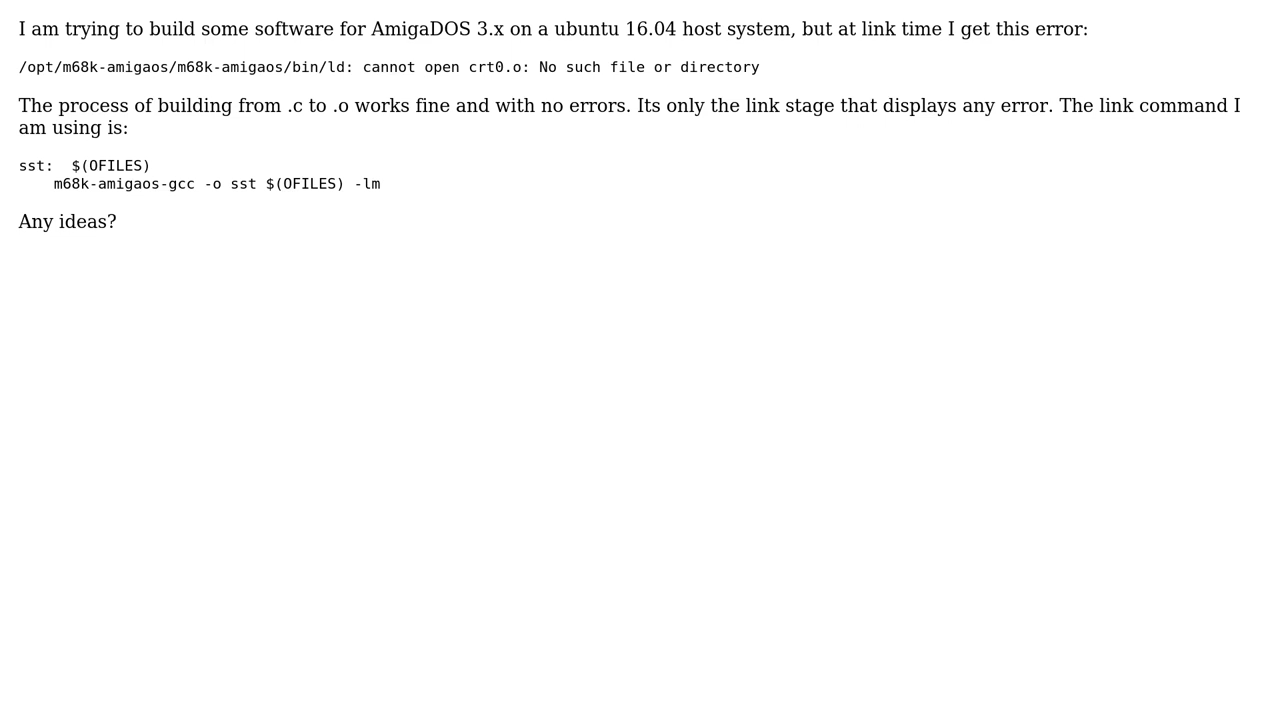 I am trying to build some software for AmigaDOS 3.x on a ubuntu 16.04 host system, but at link time I get this error:
/opt/m68k-amigaos/m68k-amigaos/bin/ld: cannot open crt0.o: No such file or directory
The process of building from .c to .o works fine and with no errors. Its only the link stage that displays any error. The link command I
am using is:
sst:  $(OFILES)
    m68k-amigaos-gcc -o sst $(OFILES) -lm
Any ideas?